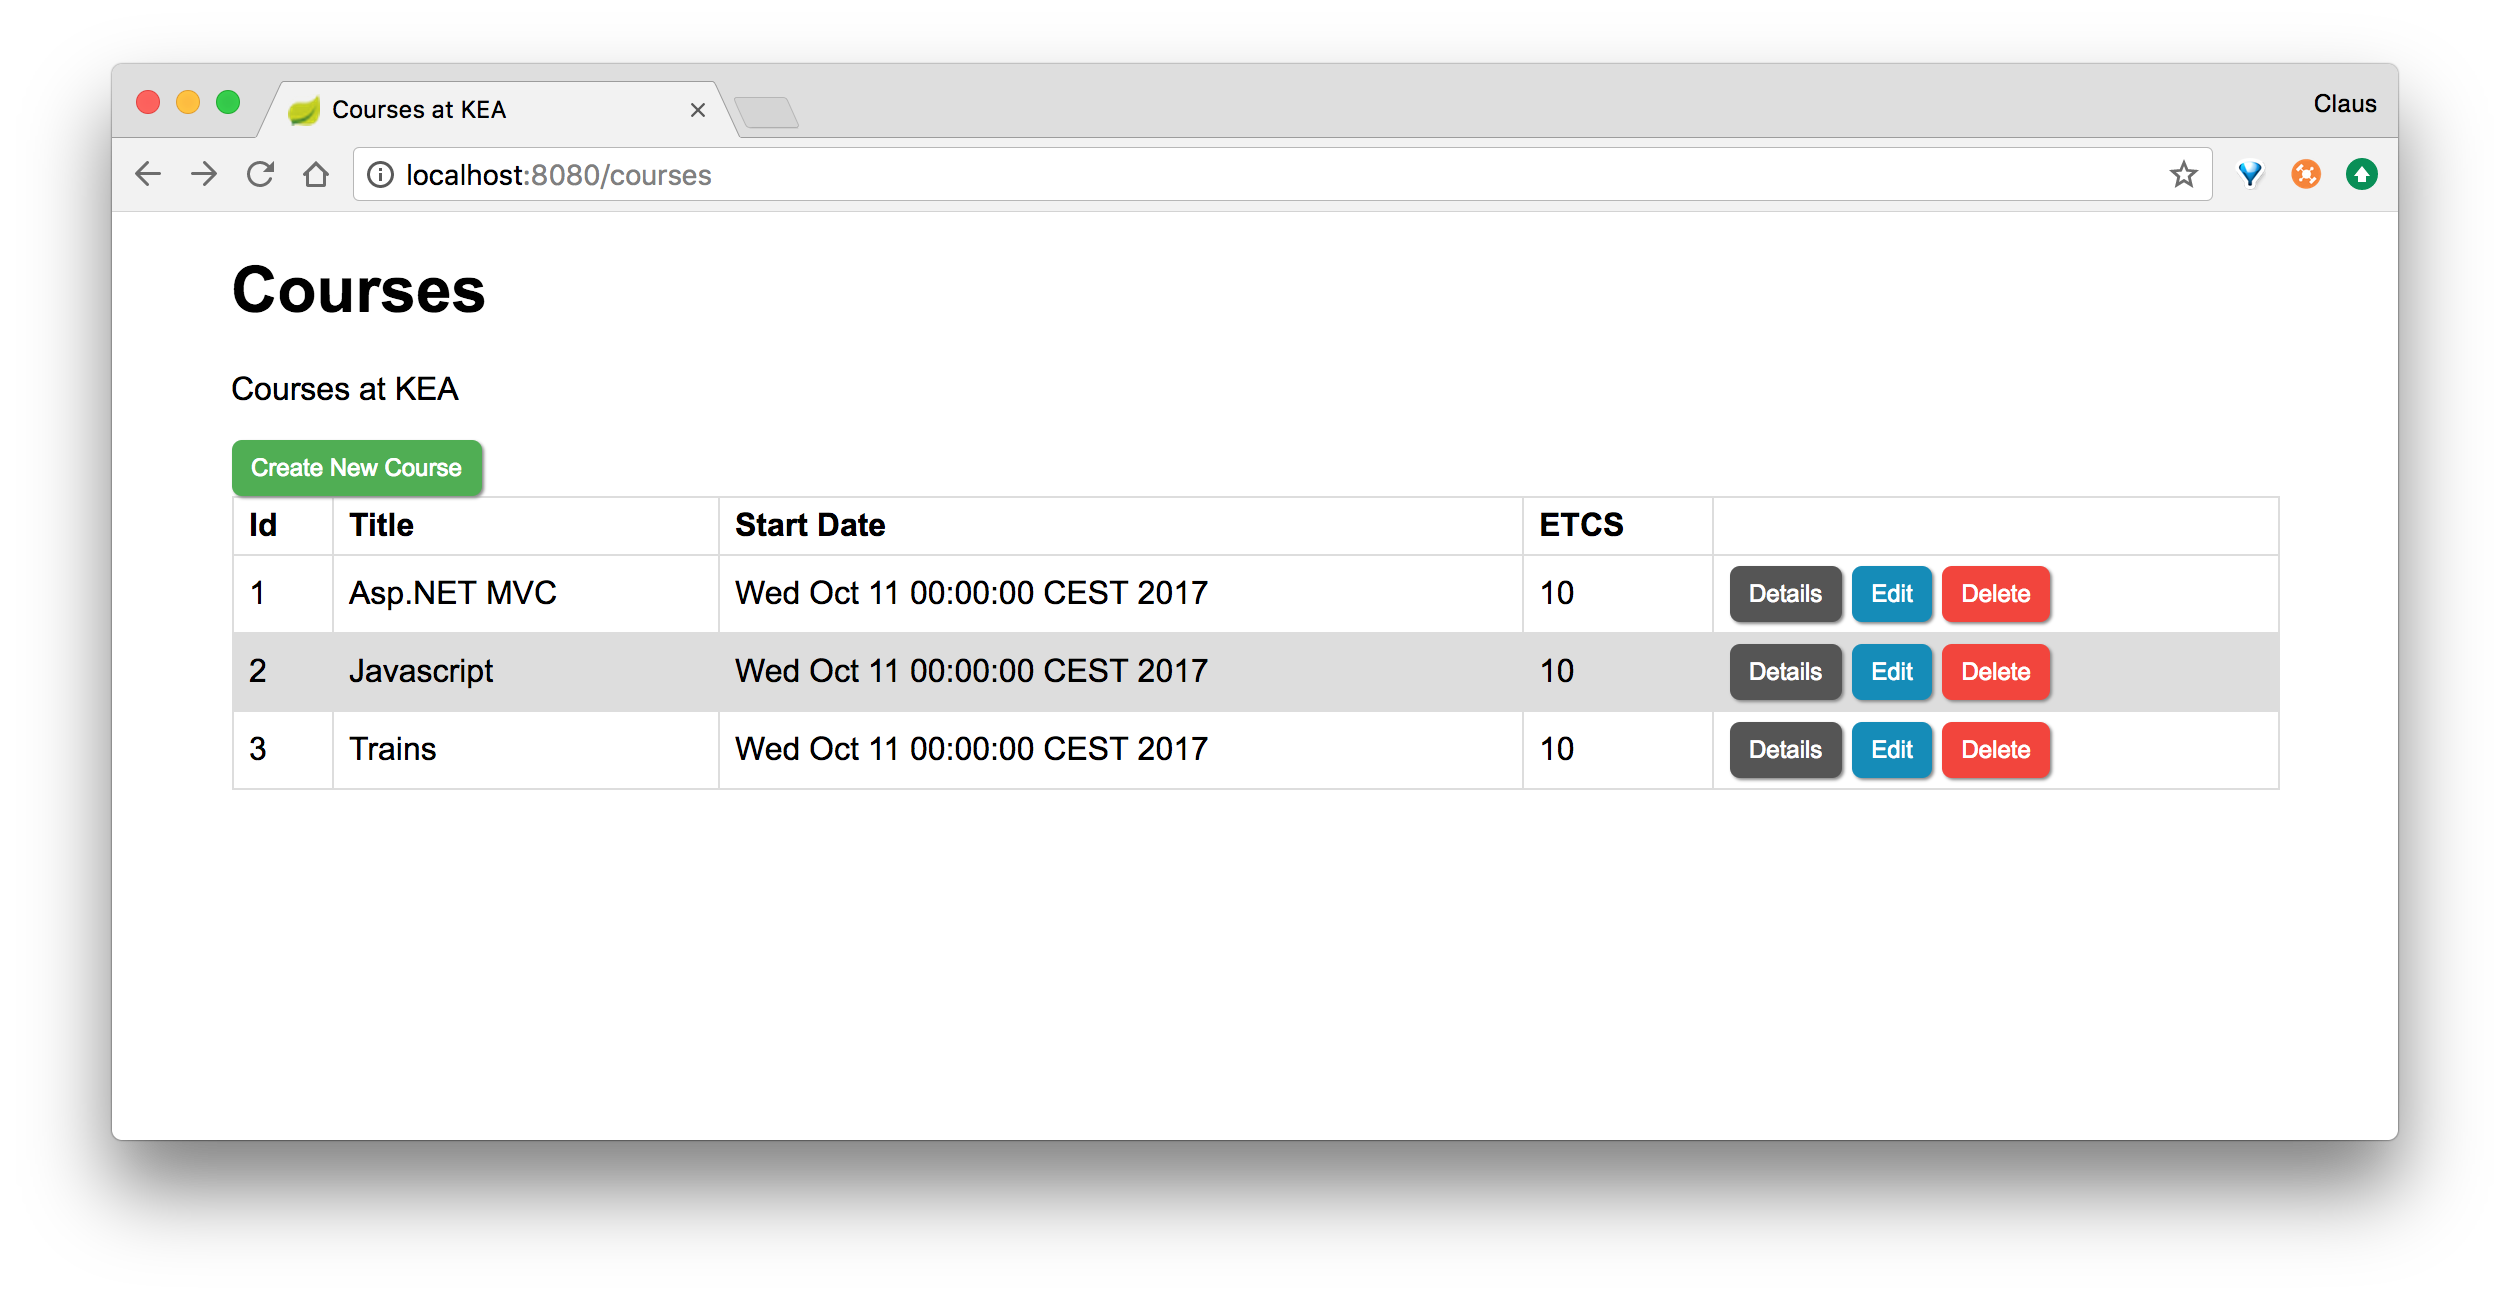 Courses at KEA
Claus
localhost:8080/courses
Courses
Courses at KEA
Create New Course
Id Title Start Date ETCS
1 Asp.NET MVC Wed Oct 11 00:00:00 CEST 2017 10 Details Edit Delete
2 Javascript Wed Oct 11 00:00:00 CEST 2017 10 Details Edit Delete
3 Trains Wed Oct 11 00:00:00 CEST 2017 10 Details Edit Delete